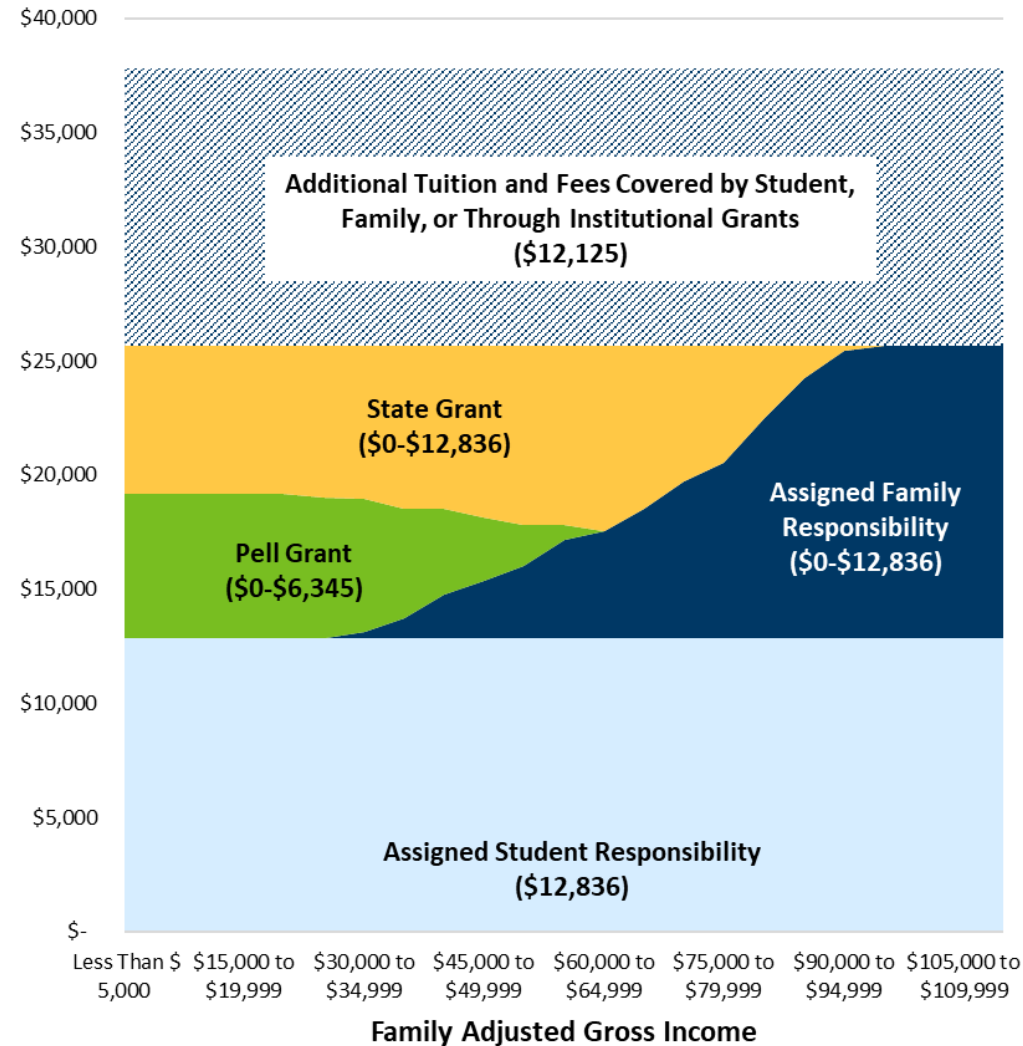 $40,000
$35,000
Additional Tuition and Fees Covered by Student,
Family, or Through Institutional Grants
($12,125)
$30,000
$25,000
State Grant
($0-$12,836)
$20,000
Assigned Family
Responsibility
($0-$12,836)
Pell Grant
($0-$6,345)
$15,000
$10,000
$5,000
Assigned Student Responsibility
($12,836)
$-
Less Than $ $15,000 to $30,000 to $45,000 to $60,000 to $75,000 to $90,000 to $105,000 to
5,000 $19,999 $34,999 $49,999 $64,999 $79,999 $94,999 $109,999
Family Adjusted Gross Income